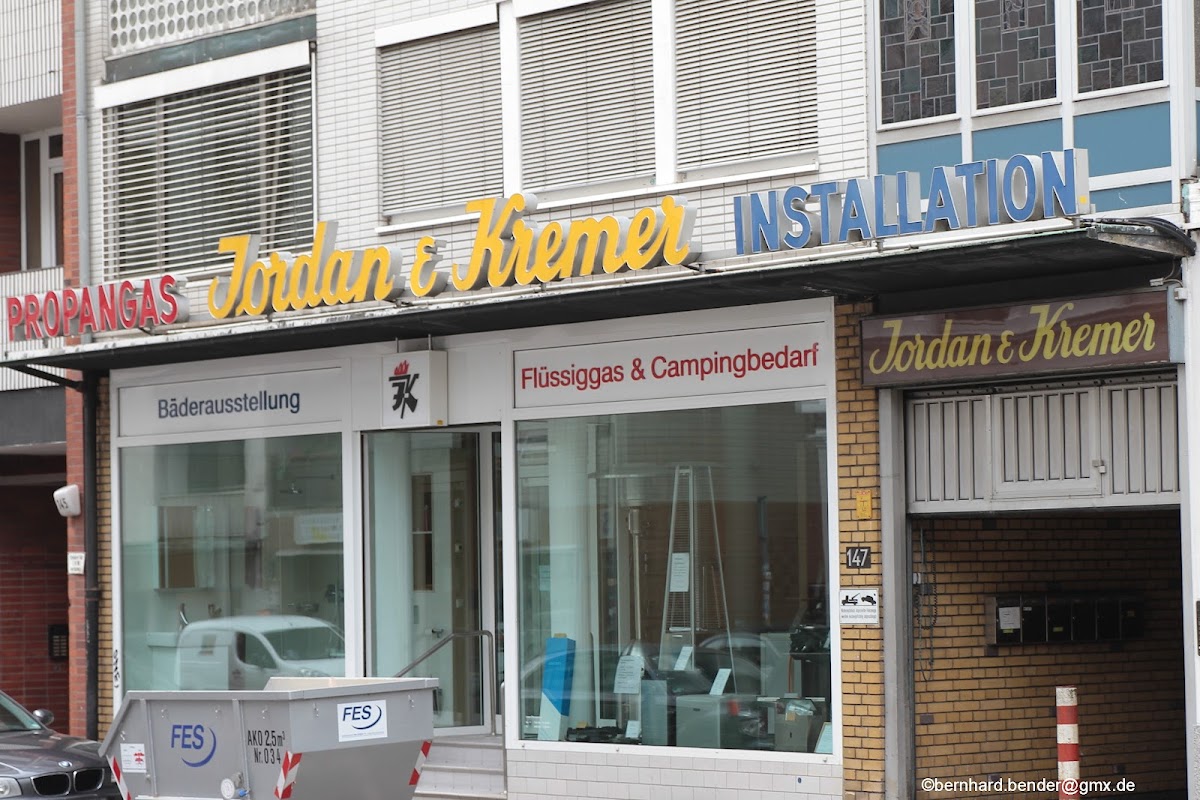 PROPANGAS Jordan & Kremer INSTALLATION
Bäderausstellung
JK
Flüssiggas & Campingbedarf
Jordan & Kremer
145
147
FES
AKO 2,5m³
Nr. 034
FES
©bernhard.bender@gmx.de